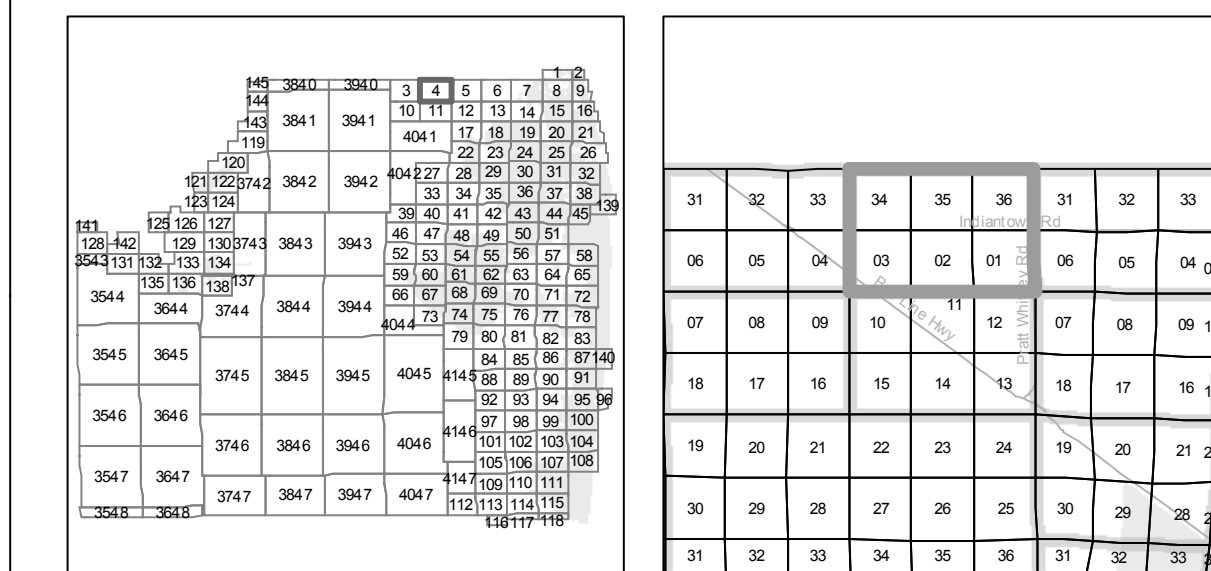 1 2
145 3840 3940
3 4 5 6 7 8 9
144
10 11 12 13 14 15 16
143 3841 3941
4041 17 18 19 20 21
119
22 23 24 25 26
120
121 122 3742 3842 3942 4042 27 28 29 30 31 32
123 124 33 34 35 36 37 38
139
39 40 41 42 43 44 45
141 125 126 127
46 47 48 49 50 51
128 142 129 130 3743 3843 3943
52 53 54 55 56 57 58
3543 131 132 133 134
59 60 61 62 63 64 65
135 136 138 137
3544 66 67 68 69 70 71 72
3644 3744 3844 3944
4044 73 74 75 76 77 78
79 80 81 82 83
3545 3645 84 85 86 87 140
3745 3845 3945 4045 4145 88 89 90 91
92 93 94 95 96
3546 3646
97 98 99 100
3746 3846 3946 4046 4146 101 102 103 104
105 106 107 108
3547 3647 4147 109 110 111
3747 3847 3947 4047
112 113 114 115
3548 3648
116 117 118
31 32 33 34 35 36 31 32 33
Indiantown Rd
06 05 04 03 02 01 06 05 04
Pratt Whitney Rd
Bee Line Hwy
07 08 09 10 11 12 07 08 09
18 17 16 15 14 13 18 17 16
19 20 21 22 23 24 19 20 21
30 29 28 27 26 25 30 29 28
31 32 33 34 35 36 31 32 33